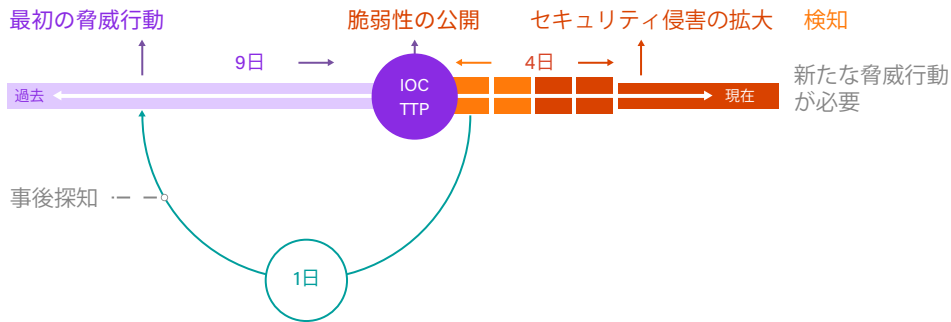 最初の脅威行動
脆弱性の公開
セキュリティ侵害の拡大
検知
9日
4日
過去
IOC
TTP
現在
新たな脅威行動
が必要
事後探知
1日